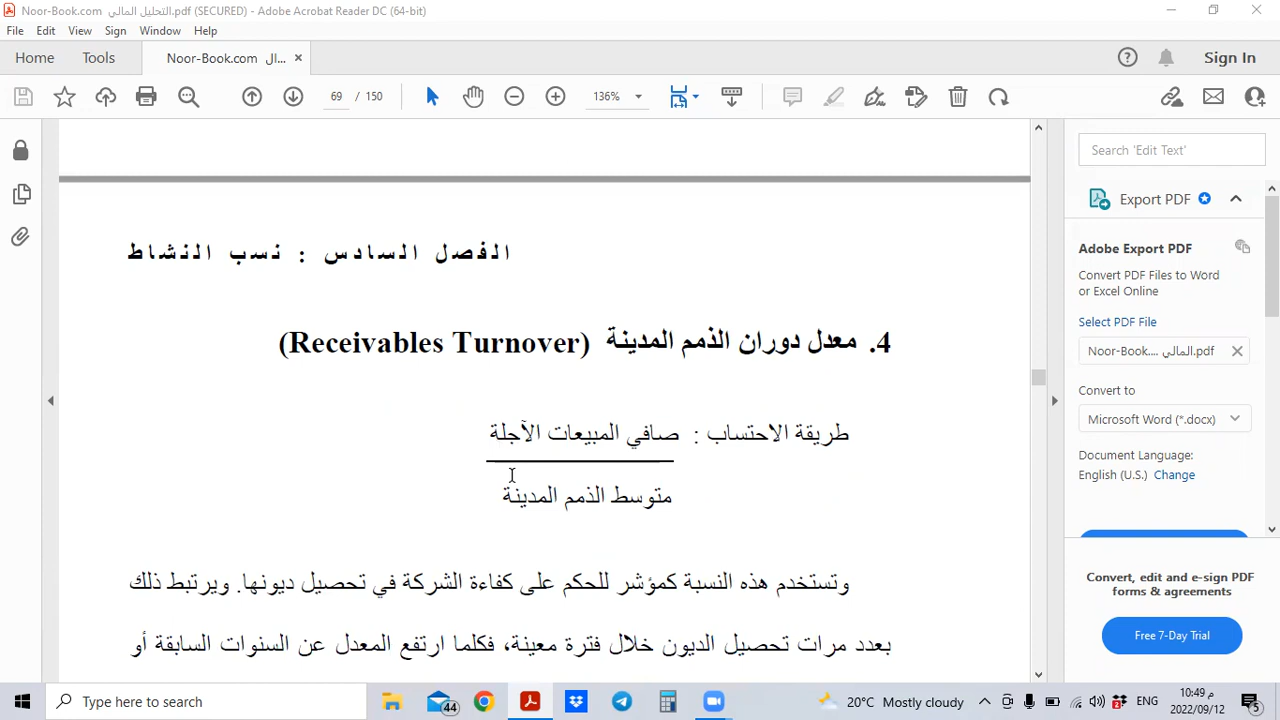 Noor-Book.com التحليل المالي.pdf (SECURED) - Adobe Acrobat Reader DC (64-bit)
File Edit View Sign Window Help
Home Tools Noor-Book.com ال... Sign In
69 / 150 136%
الفصل السادس : نسب النشاط
4. معدل دوران الذمم المدينة (Receivables Turnover)
طريقة الاحتساب : صافي المبيعات الآجلة
متوسط الذمم المدينة
وتستخدم هذه النسبة كمؤشر للحكم على كفاءة الشركة في تحصيل ديونها. ويرتبط ذلك
بعدد مرات تحصيل الديون خلال فترة معينة، فكلما ارتفع المعدل عن السنوات السابقة أو
Search 'Edit Text'
Export PDF
Adobe Export PDF
Convert PDF Files to Word
or Excel Online
Select PDF File
Noor-Book.... المالي.pdf
Convert to
Microsoft Word (*.docx)
Document Language:
English (U.S.) Change
Convert, edit and e-sign PDF
forms & agreements
Free 7-Day Trial
Type here to search
44
20°C Mostly cloudy
2
ENG
10:49 م
2022/09/12
5